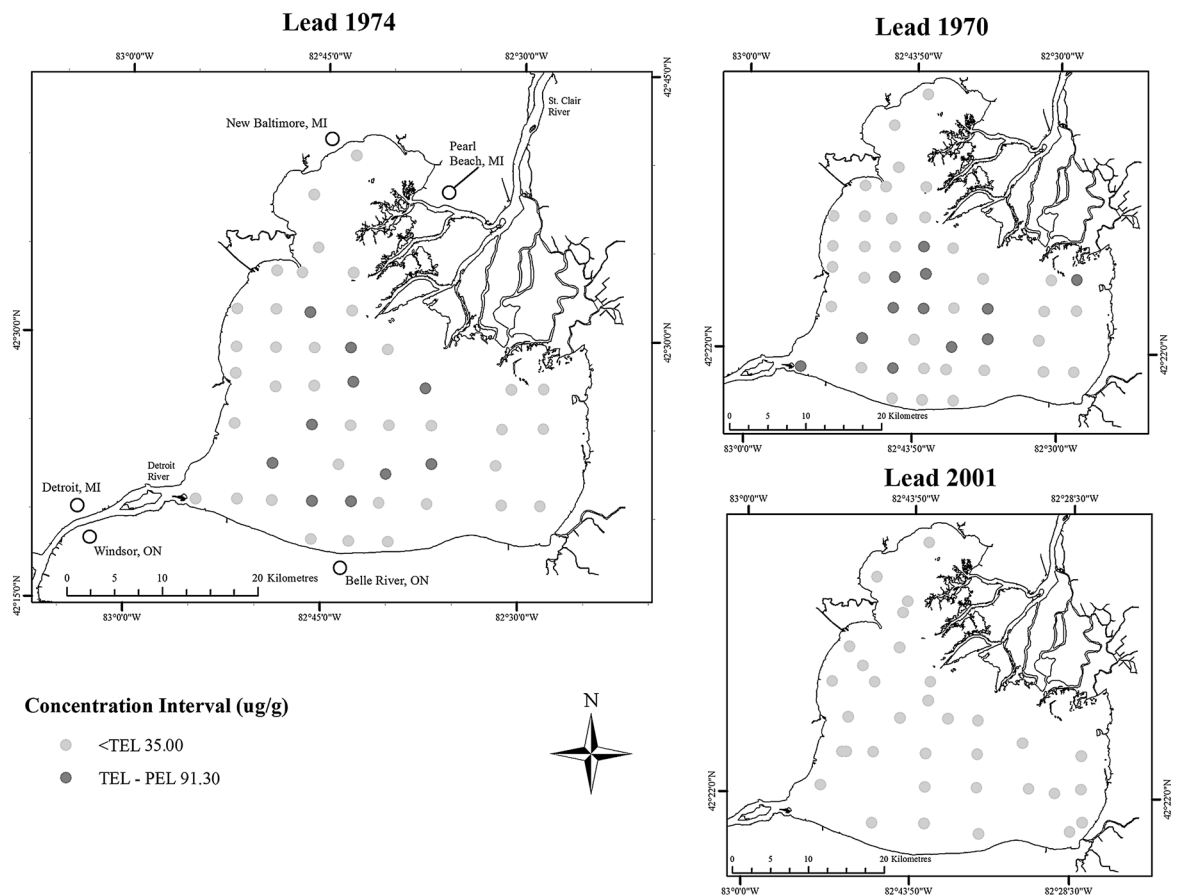 Lead 1974
83°0'0"W
82°45'0"W
82°30'0"W
42°45'0"N
St. Clair
River
New Baltimore, MI
Pearl
Beach, MI
42°30'0"N
42°30'0"N
Detroit
River
Detroit, MI
Windsor, ON
Belle River, ON
0 5 10 20 Kilometres
42°15'0"N
83°0'0"W
82°45'0"W
82°30'0"W
Lead 1970
83°0'0"W
82°43'50"W
82°30'0"W
42°22'0"N
42°22'0"N
0 5 10 20 Kilometres
83°0'0"W
82°43'50"W
82°30'0"W
Lead 2001
83°0'0"W
82°43'50"W
82°28'30"W
42°22'0"N
42°22'0"N
0 5 10 20 Kilometres
83°0'0"W
82°43'50"W
82°28'30"W
Concentration Interval (ug/g)
<TEL 35.00
TEL - PEL 91.30
N